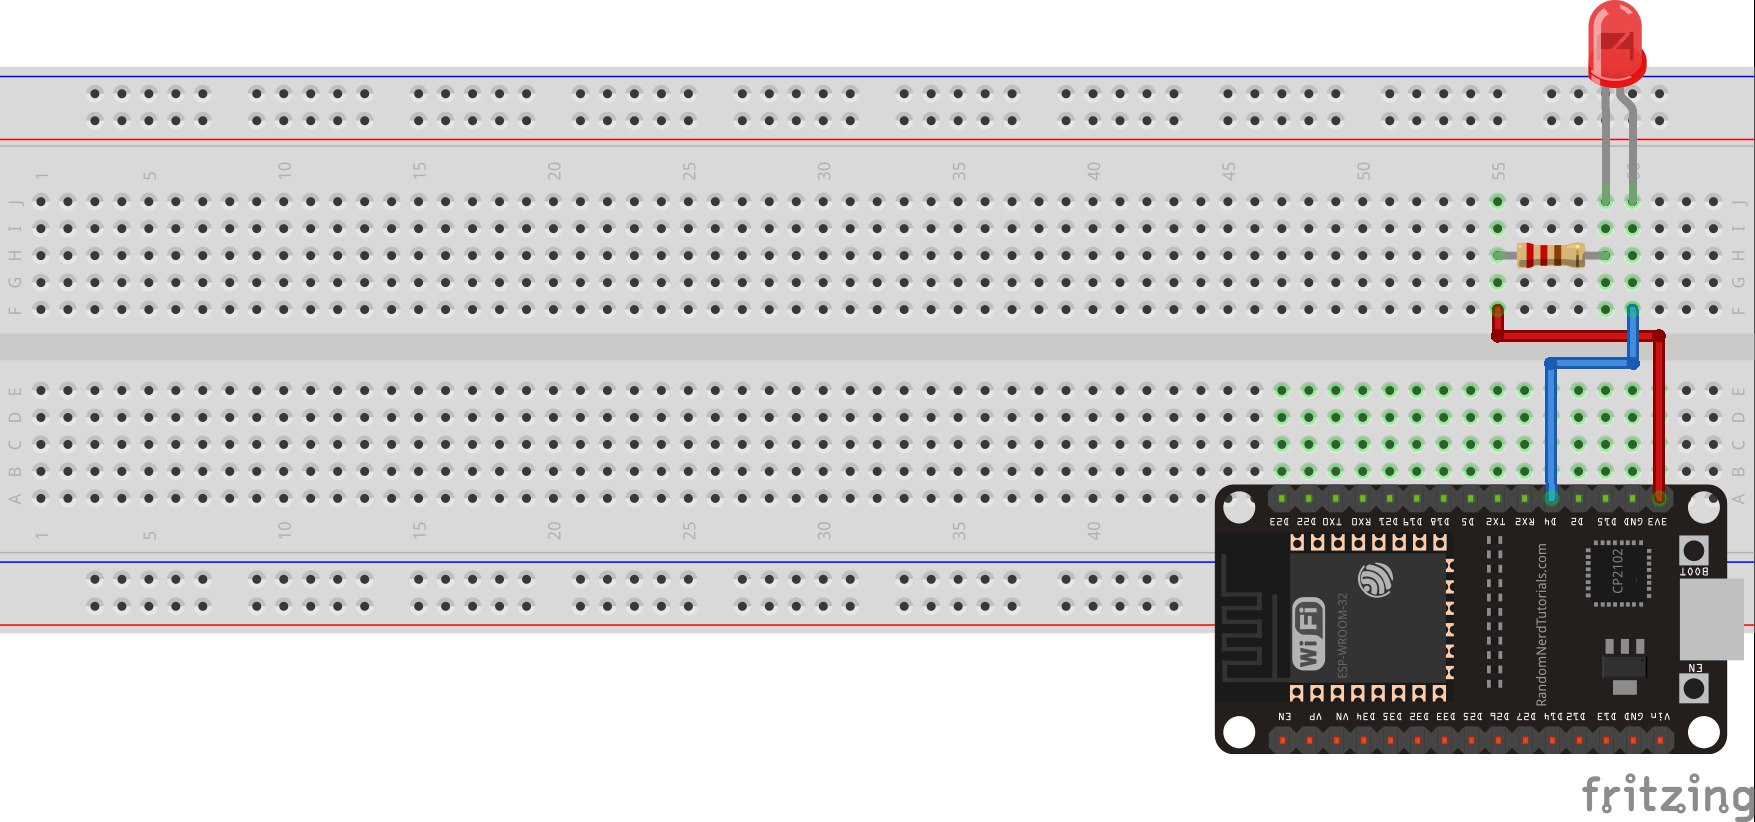 1 5 10 15 20 25 30 35 40 45 50 55 60
J J
I I
H H
G G
F F
E E
D D
C C
B B
A A
1 5 10 15 20 25 30 35 40
D23 D22 TX0 RX0 D21 D19 D18 D5 TX2 RX2 D4 D2 D15 GND 3V3
BOOT
CP2102
WiFi
ESP-WROOM-32
RandomNerdTutorials.com
EN
EN VP VN D34 D35 D32 D33 D25 D26 D27 D14 D12 D13 GND Vin
fritzing